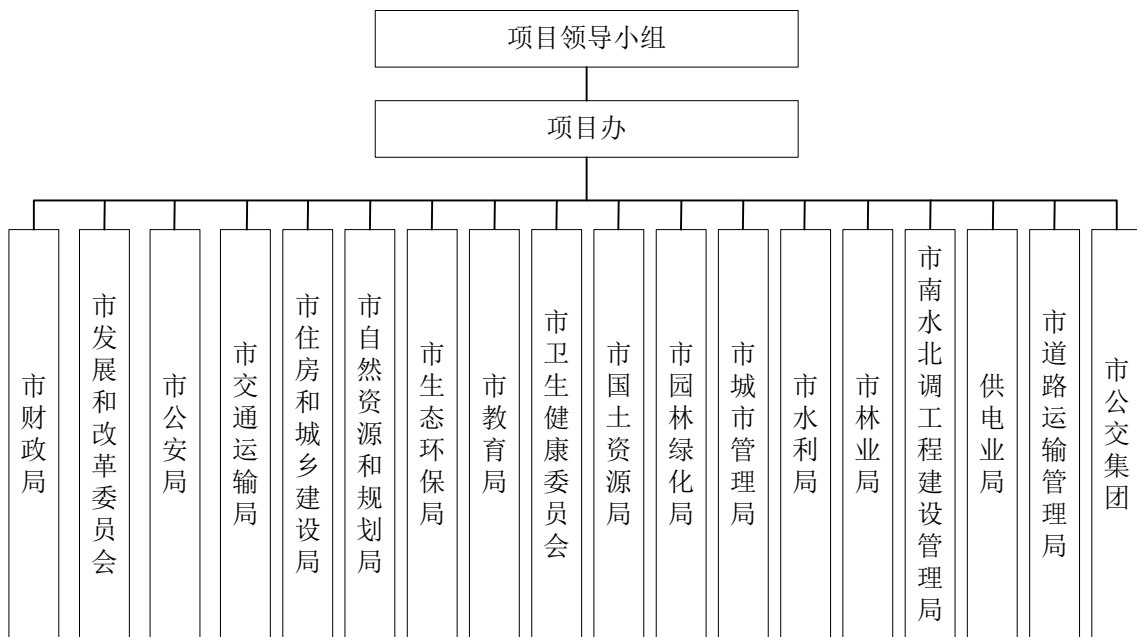 项目领导小组
项目办
市财政局
市发展和改革委员会
市公安局
市交通运输局
市住房和城乡建设局
市自然资源和规划局
市生态环保局
市教育局
市卫生健康委员会
市国土资源局
市园林绿化局
市城市管理局
市水利局
市林业局
市南水北调工程建设管理局
供电业局
市道路运输管理局
市公交集团